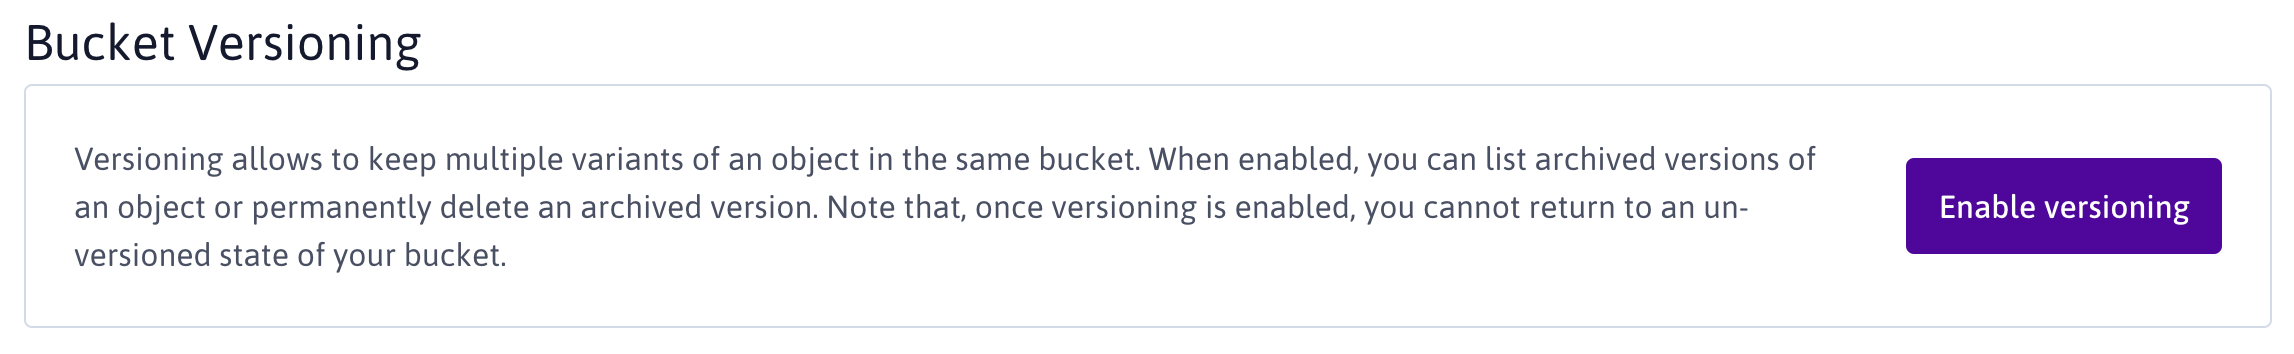 Bucket Versioning
Versioning allows to keep multiple variants of an object in the same bucket. When enabled, you can list archived versions of
an object or permanently delete an archived version. Note that, once versioning is enabled, you cannot return to an un-
versioned state of your bucket.
Enable versioning